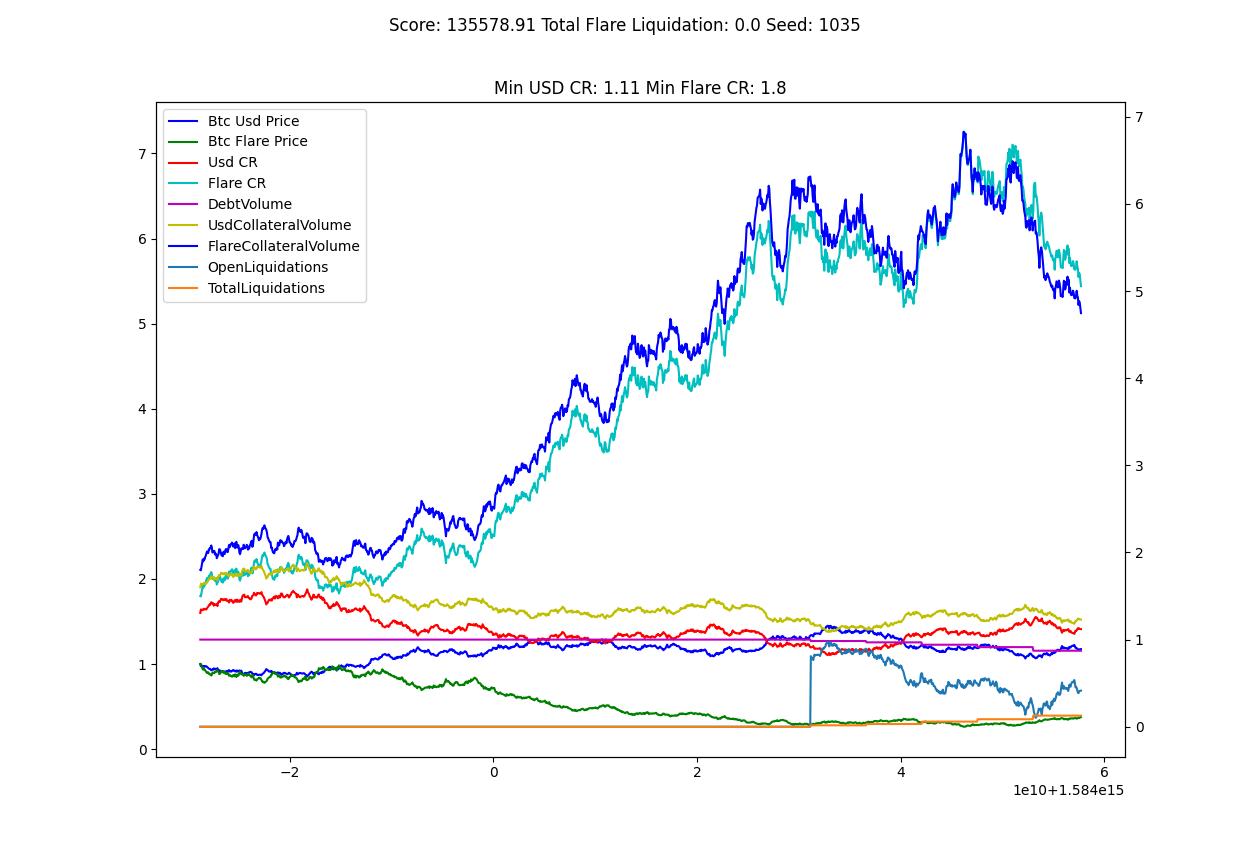 Score: 135578.91 Total Flare Liquidation: 0.0 Seed: 1035
Min USD CR: 1.11 Min Flare CR: 1.8
Btc Usd Price
Btc Flare Price
Usd CR
Flare CR
DebtVolume
UsdCollateralVolume
FlareCollateralVolume
OpenLiquidations
TotalLiquidations
7
6
5
4
3
2
1
0
7
6
5
4
3
2
1
0
−2
0
2
4
6
1e10+1.584e15